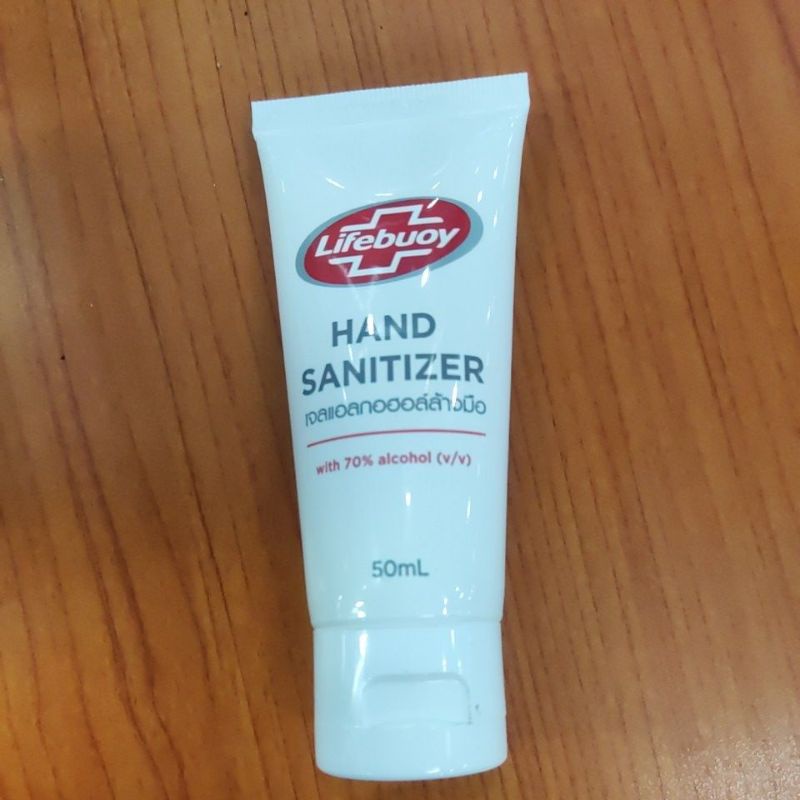 Lifebuoy
HAND
SANITIZER
เจลแอลกอฮอล์ล้างมือ
with 70% alcohol (v/v)
50mL